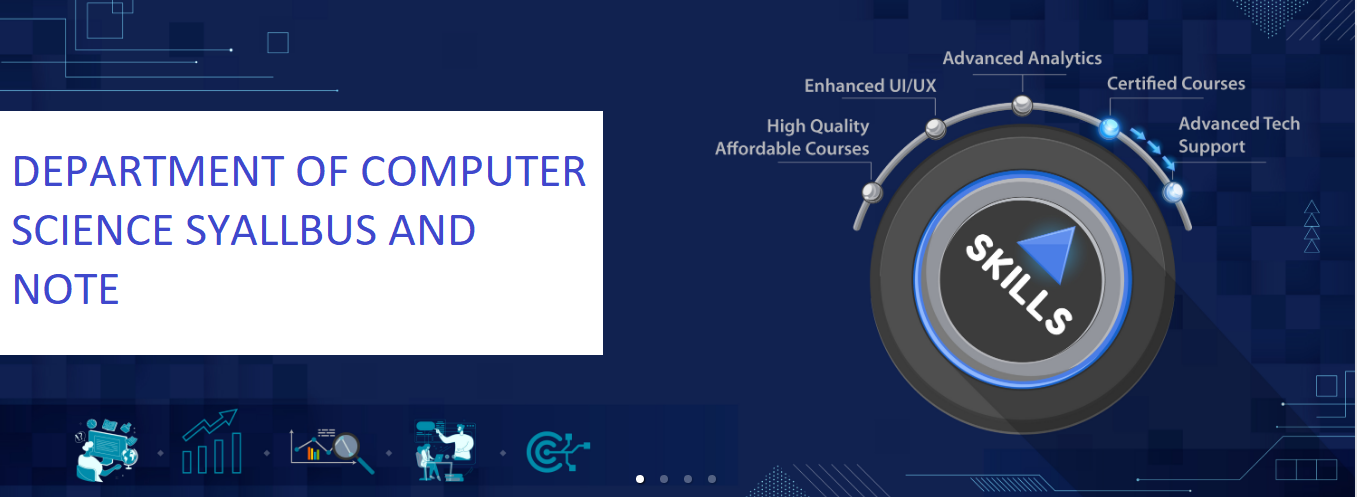 DEPARTMENT OF COMPUTER
SCIENCE SYALLBUS AND
NOTE
Advanced Analytics
Enhanced UI/UX
Certified Courses
High Quality
Affordable Courses
Advanced Tech
Support
SKILLS